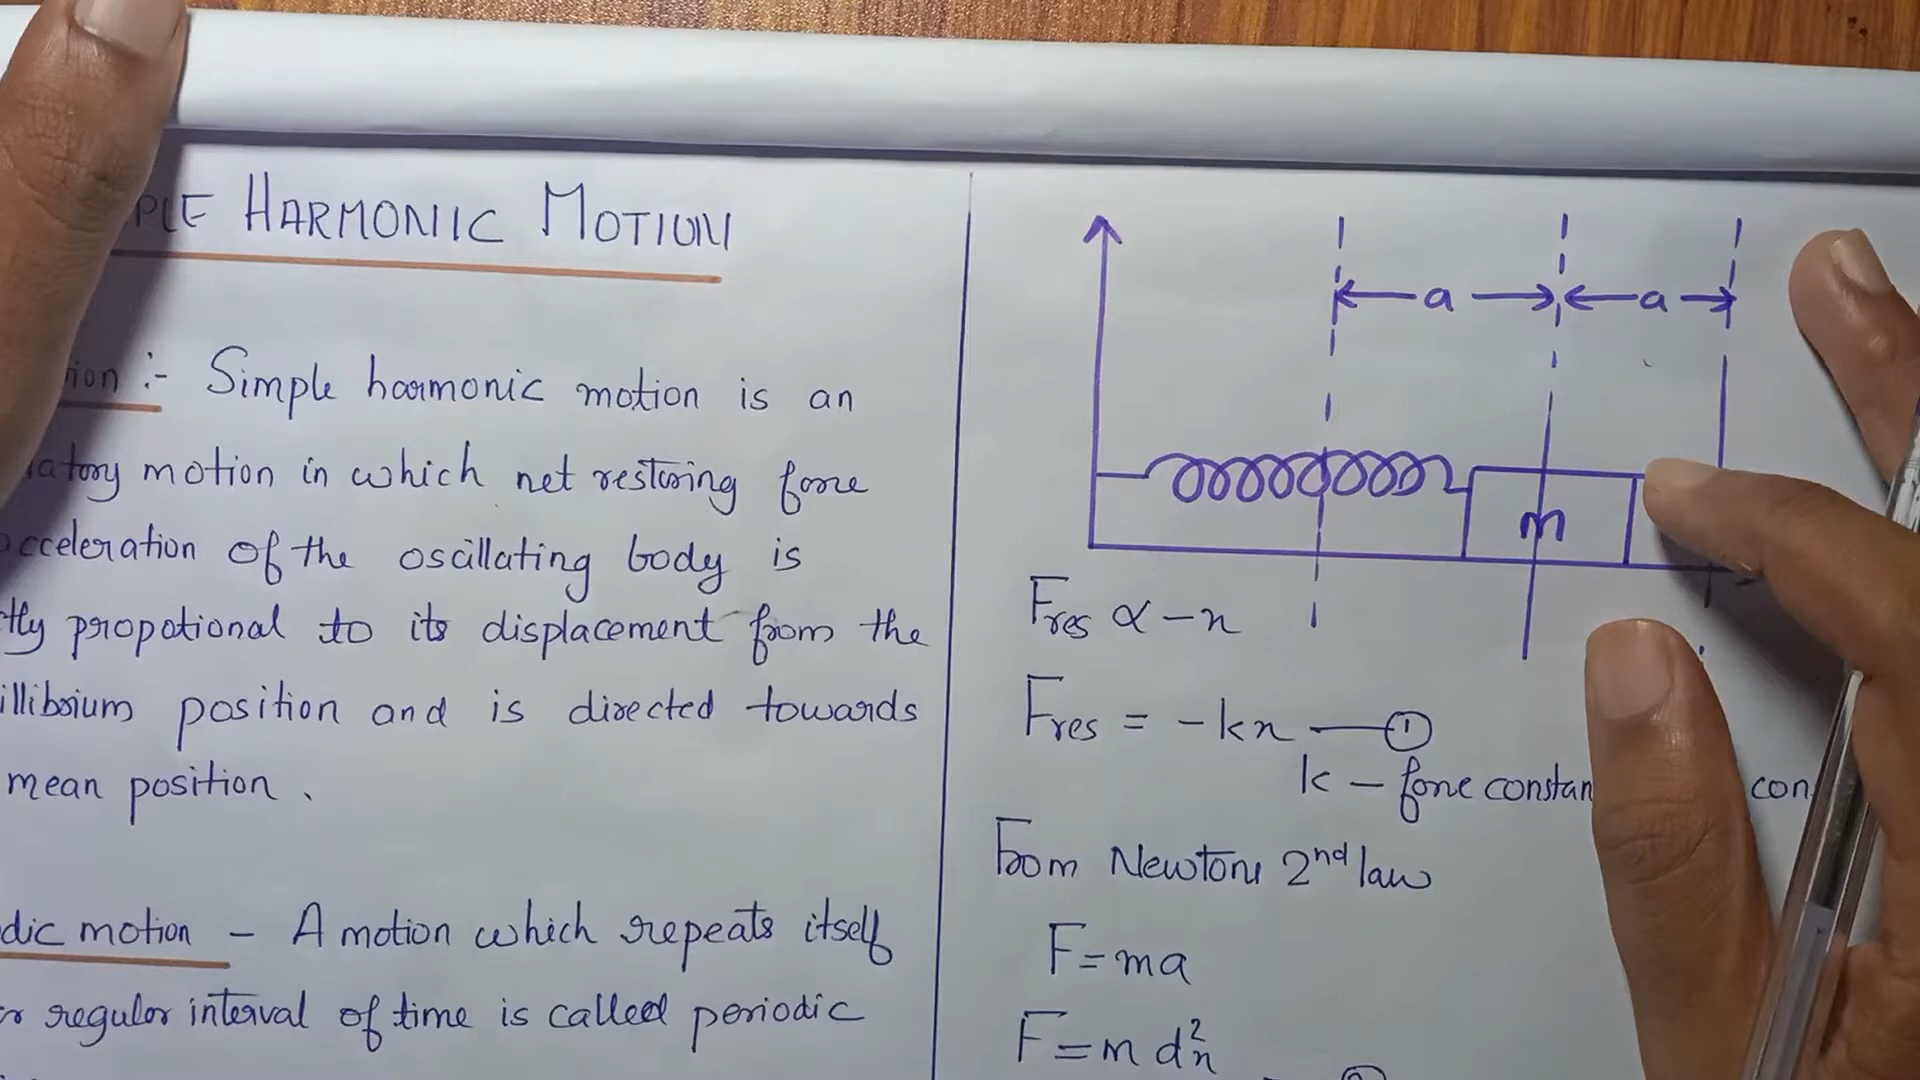 PLE HARMONIC MOTION
ion :- Simple harmonic motion is an
latory motion in which net restoring force
acceleration of the oscillating body is
tly propotional to its displacement from the
illibrium position and is directed towards
mean position.
dic motion - A motion which repeats itself
regular interval of time is called periodic
a a
m
Fres α -x
Fres = -kx — 1
k - force constan con
From Newtons 2nd law
F = ma
F = m d²x